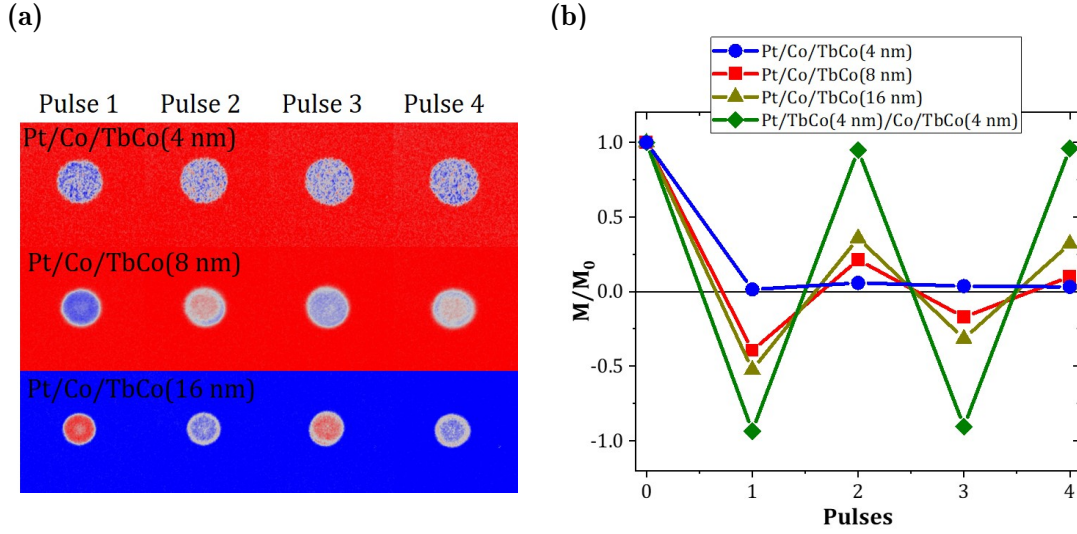 (a)
Pulse 1 Pulse 2 Pulse 3 Pulse 4
Pt/Co/TbCo(4 nm)
Pt/Co/TbCo(8 nm)
Pt/Co/TbCo(16 nm)
(b)
Pt/Co/TbCo(4 nm)
Pt/Co/TbCo(8 nm)
Pt/Co/TbCo(16 nm)
Pt/TbCo(4 nm)/Co/TbCo(4 nm)
M/M₀
1.0
0.5
0.0
-0.5
-1.0
0 1 2 3 4
Pulses